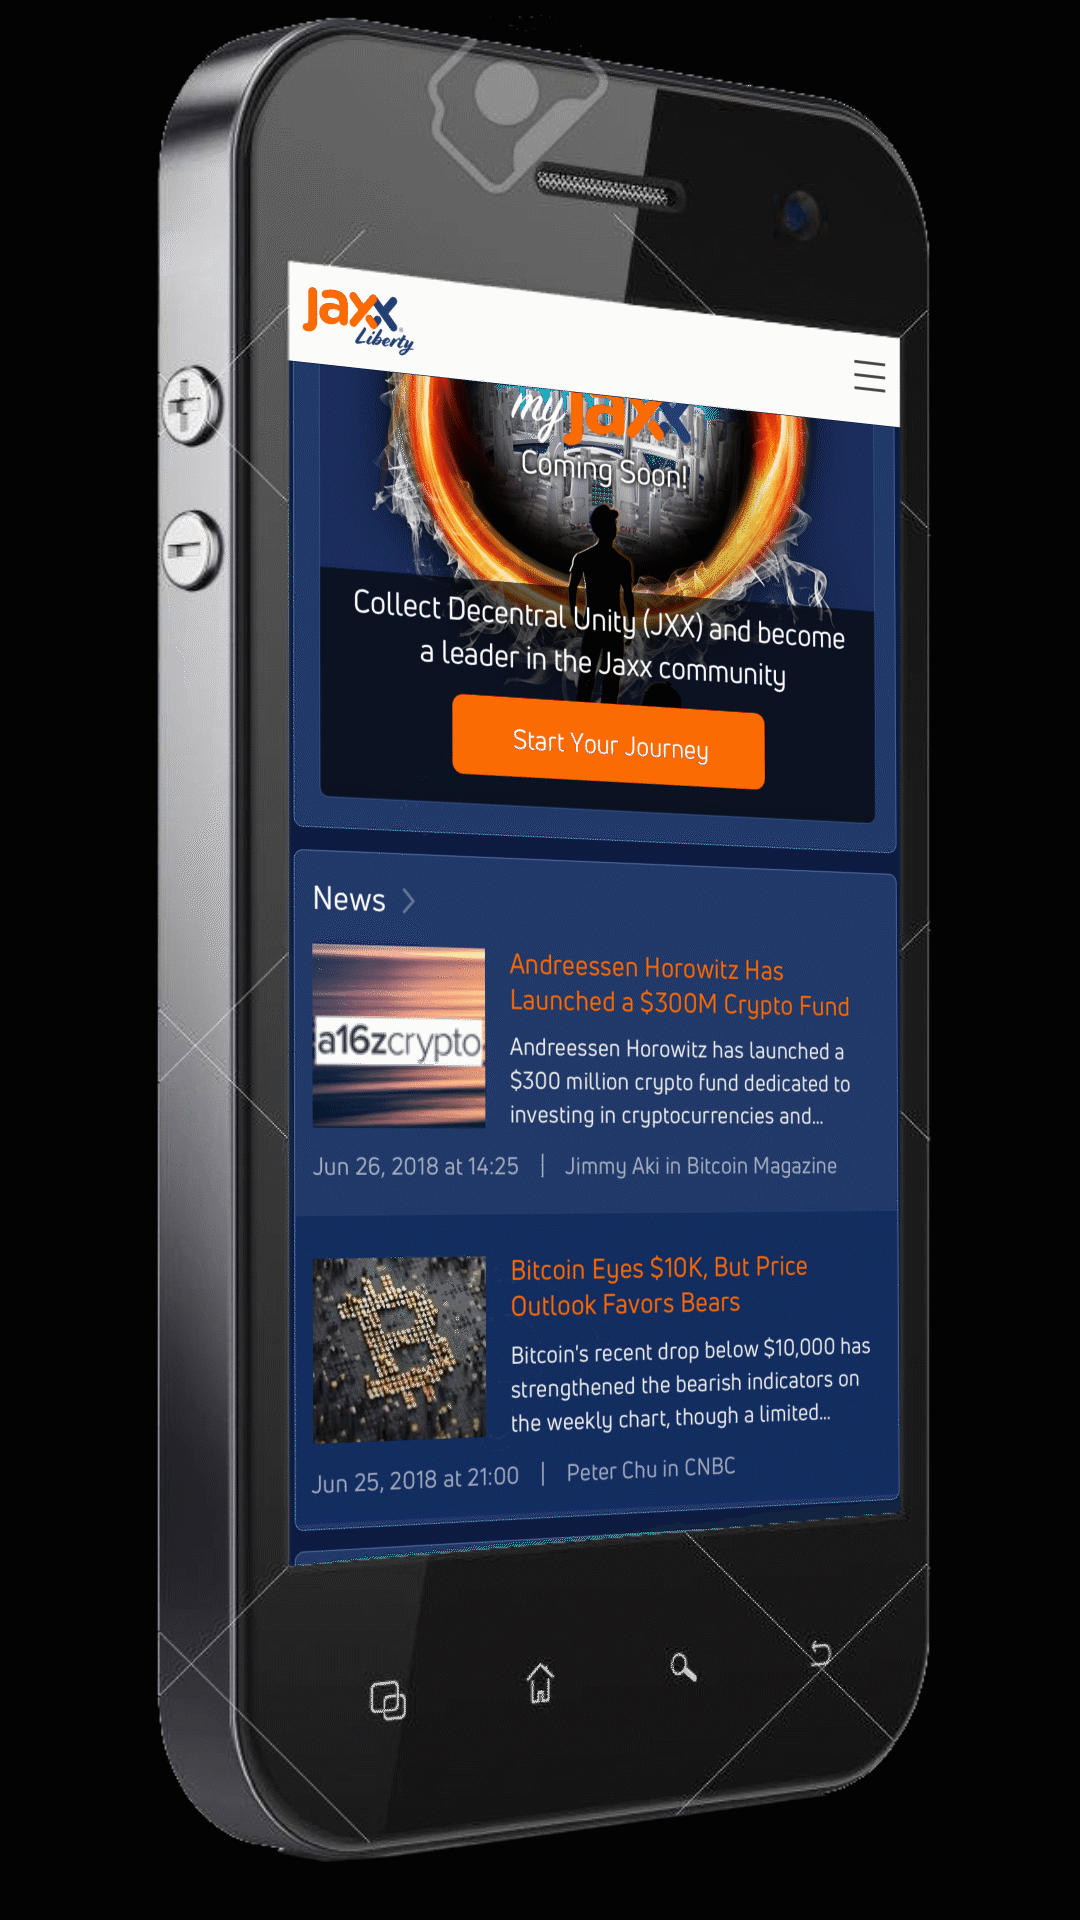 Jaxx
Liberty
my Jaxx
Coming Soon!
Collect Decentral Unity (JXX) and become
a leader in the Jaxx community
Start Your Journey
News
Andreessen Horowitz Has
Launched a $300M Crypto Fund
a16zcrypto
Andreessen Horowitz has launched a
$300 million crypto fund dedicated to
investing in cryptocurrencies and...
Jun 26, 2018 at 14:25 | Jimmy Aki in Bitcoin Magazine
Bitcoin Eyes $10K, But Price
Outlook Favors Bears
Bitcoin's recent drop below $10,000 has
strengthened the bearish indicators on
the weekly chart, though a limited...
Jun 25, 2018 at 21:00 | Peter Chu in CNBC